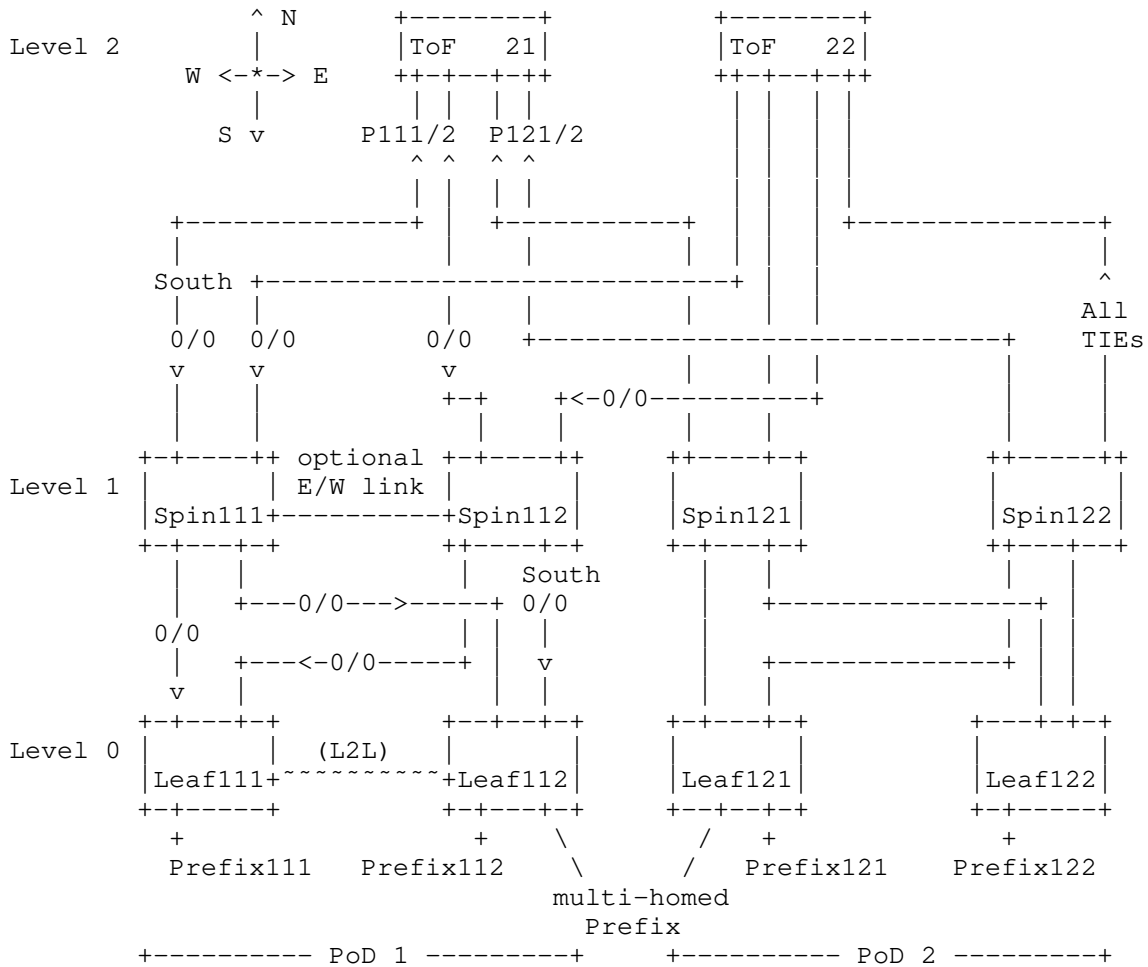 ^ N
Level 2
ToF 21
ToF 22
W <-*-> E
S v
P111/2 P121/2
^ ^ ^ ^
South
^
All
0/0 0/0 0/0
TIEs
v v v
<-0/0
optional
Level 1
E/W link
Spin111
Spin112
Spin121
Spin122
South
0/0---> 0/0
0/0
<-0/0 v
v
Level 0
(L2L)
Leaf111
~~~~~~~~~~
Leaf112
Leaf121
Leaf122
Prefix111 Prefix112 Prefix121 Prefix122
multi-homed
Prefix
PoD 1 PoD 2